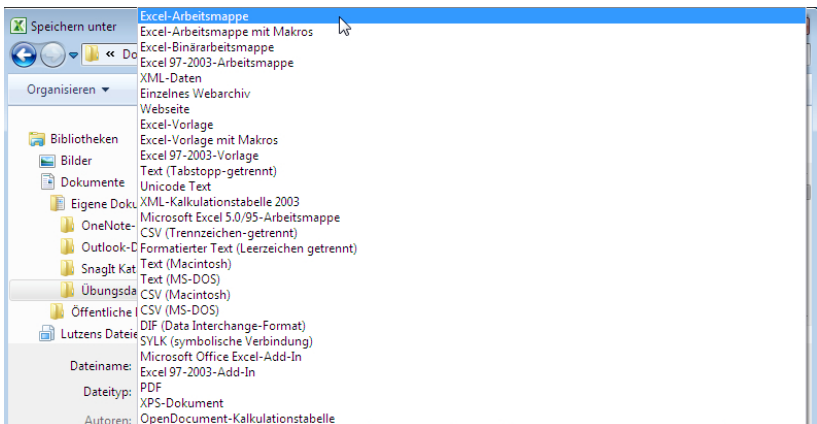 Speichern unter
« Do
Organisieren
Bibliotheken
Bilder
Dokumente
Eigene Doku
OneNote-
Outlook-D
SnagIt Kat
Übungsda
Öffentliche
Lutzens Dateie
Dateiname:
Dateityp:
Autoren:
Excel-Arbeitsmappe
Excel-Arbeitsmappe mit Makros
Excel-Binärarbeitsmappe
Excel 97-2003-Arbeitsmappe
XML-Daten
Einzelnes Webarchiv
Webseite
Excel-Vorlage
Excel-Vorlage mit Makros
Excel 97-2003-Vorlage
Text (Tabstopp-getrennt)
Unicode Text
XML-Kalkulationstabelle 2003
Microsoft Excel 5.0/95-Arbeitsmappe
CSV (Trennzeichen-getrennt)
Formatierter Text (Leerzeichen getrennt)
Text (Macintosh)
Text (MS-DOS)
CSV (Macintosh)
CSV (MS-DOS)
DIF (Data Interchange-Format)
SYLK (symbolische Verbindung)
Microsoft Office Excel-Add-In
Excel 97-2003-Add-In
PDF
XPS-Dokument
OpenDocument-Kalkulationstabelle